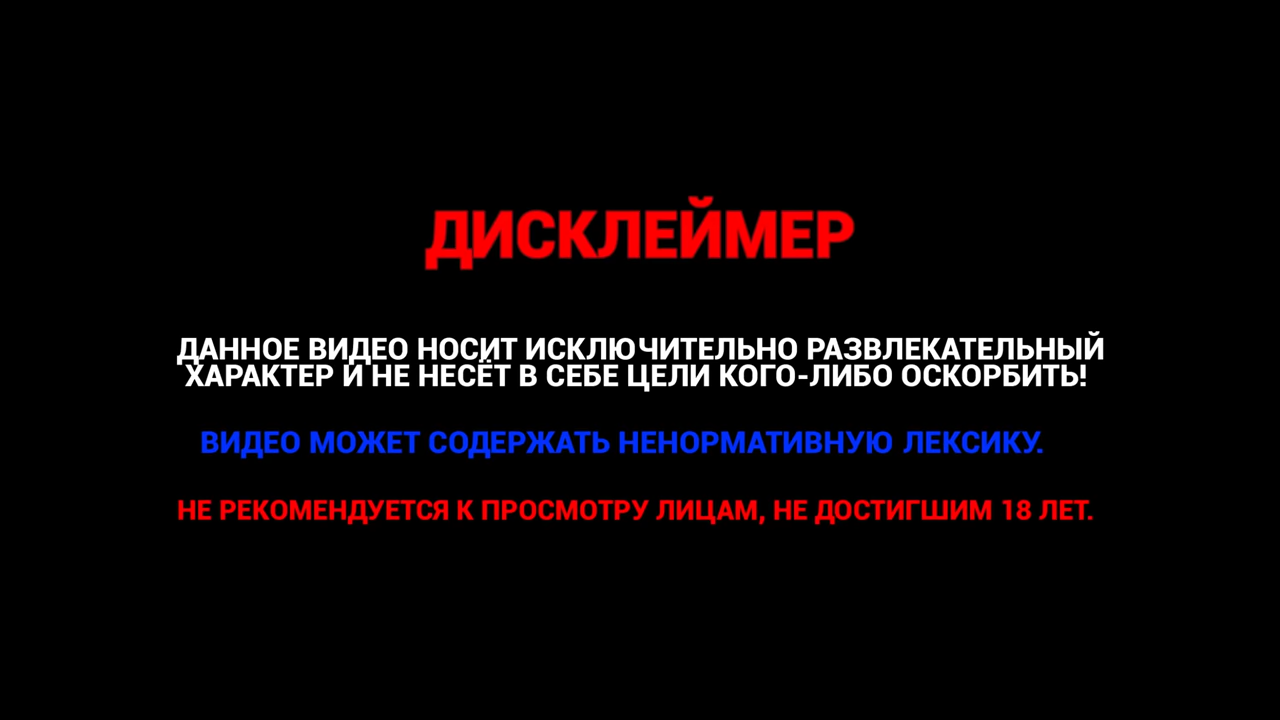 ДИСКЛЕЙМЕР
ДАННОЕ ВИДЕО НОСИТ ИСКЛЮЧИТЕЛЬНО РАЗВЛЕКАТЕЛЬНЫЙ
ХАРАКТЕР И НЕ НЕСЁТ В СЕБЕ ЦЕЛИ КОГО-ЛИБО ОСКОРБИТЬ!
ВИДЕО МОЖЕТ СОДЕРЖАТЬ НЕНОРМАТИВНУЮ ЛЕКСИКУ.
НЕ РЕКОМЕНДУЕТСЯ К ПРОСМОТРУ ЛИЦАМ, НЕ ДОСТИГШИМ 18 ЛЕТ.